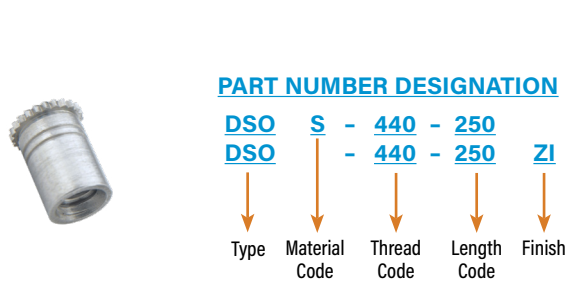 PART NUMBER DESIGNATION
DSO S - 440 - 250
DSO - 440 - 250 ZI
Type Material Code Thread Code Length Code Finish